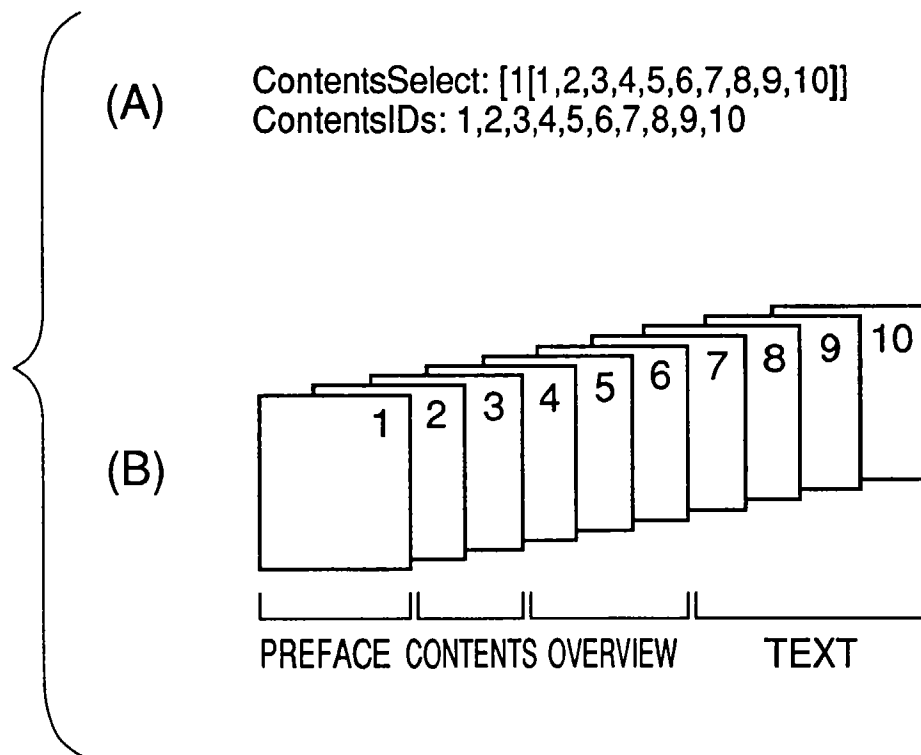 (A)
ContentsSelect: [1[1,2,3,4,5,6,7,8,9,10]]
ContentsIDs: 1,2,3,4,5,6,7,8,9,10
(B)
1 2 3 4 5 6 7 8 9 10
PREFACE CONTENTS OVERVIEW TEXT